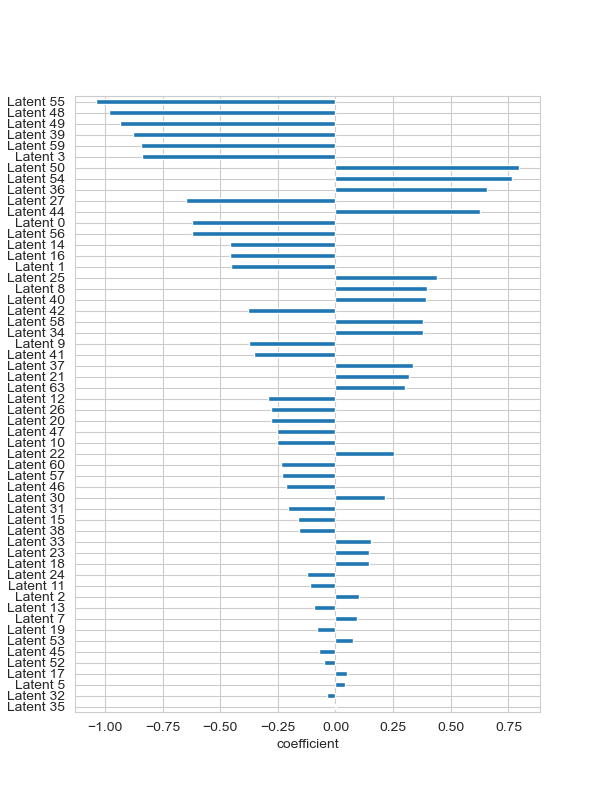 Latent 55
Latent 48
Latent 49
Latent 39
Latent 59
Latent 3
Latent 50
Latent 54
Latent 36
Latent 27
Latent 44
Latent 0
Latent 56
Latent 14
Latent 16
Latent 1
Latent 25
Latent 8
Latent 40
Latent 42
Latent 58
Latent 34
Latent 9
Latent 41
Latent 37
Latent 21
Latent 63
Latent 12
Latent 26
Latent 20
Latent 47
Latent 10
Latent 22
Latent 60
Latent 57
Latent 46
Latent 30
Latent 31
Latent 15
Latent 38
Latent 33
Latent 23
Latent 18
Latent 24
Latent 11
Latent 2
Latent 13
Latent 7
Latent 19
Latent 53
Latent 45
Latent 52
Latent 17
Latent 5
Latent 32
Latent 35
−1.00 −0.75 −0.50 −0.25 0.00 0.25 0.50 0.75
coefficient